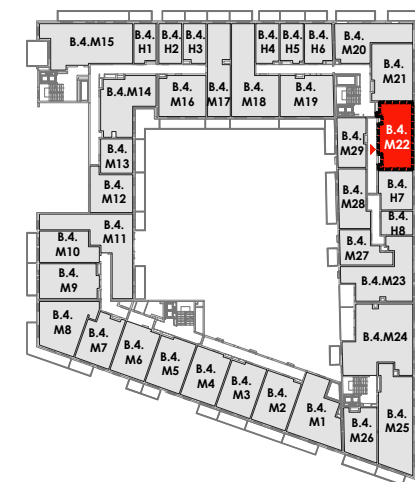 B.4.M15
B.4.
H1
B.4.
H2
B.4.
H3
B.4.
M16
B.4.
M17
B.4.
M18
B.4.
H4
B.4.
H5
B.4.
H6
B.4.
M19
B.4.
M20
B.4.
M21
B.4.
M22
B.4.M14
B.4.
M13
B.4.
M12
B.4.
M11
B.4.
M10
B.4.
M9
B.4.
M8
B.4.
M7
B.4.
M6
B.4.
M5
B.4.
M4
B.4.
M3
B.4.
M2
B.4.
M1
B.4.
M29
B.4.
M28
B.4.
H7
B.4.
H8
B.4.
M27
B.4.M23
B.4.M24
B.4.
M26
B.4.
M25